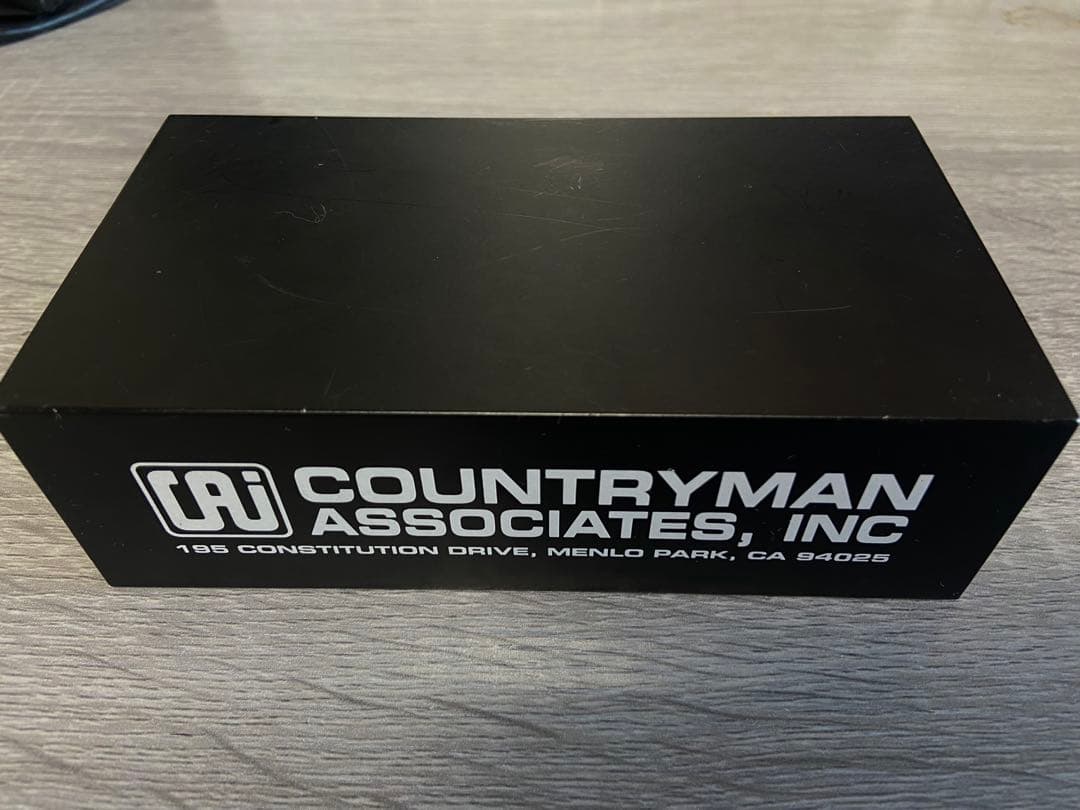 CAi COUNTRYMAN
ASSOCIATES, INC
195 CONSTITUTION DRIVE, MENLO PARK, CA 94025